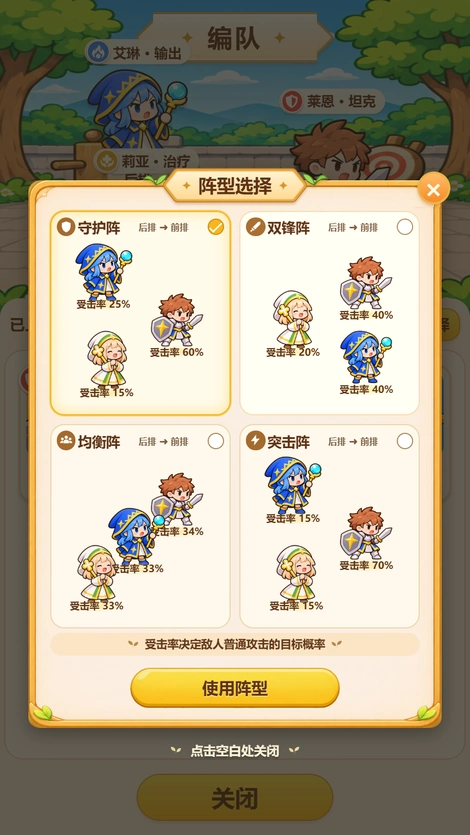 编队
艾琳·输出
莱恩·坦克
莉亚·治疗
阵型选择
守护阵 后排 → 前排
受击率 25%
受击率 60%
受击率 15%
双锋阵 后排 → 前排
受击率 40%
受击率 20%
受击率 40%
均衡阵 后排 → 前排
击率 34%
击率 33%
受击率 33%
突击阵 后排 → 前排
受击率 15%
受击率 70%
受击率 15%
受击率决定敌人普通攻击的目标概率
使用阵型
点击空白处关闭
关闭